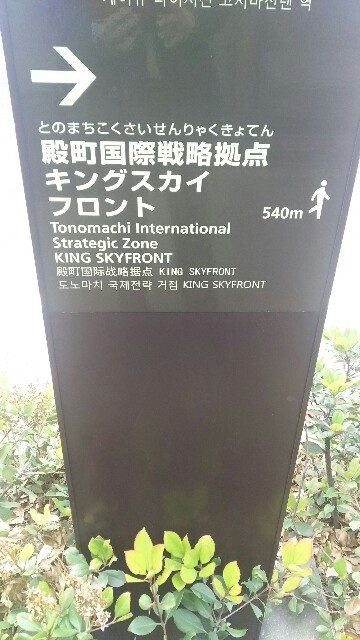 とのまちこくさいせんりゃくきょてん
殿町国際戦略拠点
キングスカイ
フロント
540m
Tonomachi International
Strategic Zone
KING SKYFRONT
殿町国际战略据点 KING SKYFRONT
도노마치 국제전략 거점 KING SKYFRONT